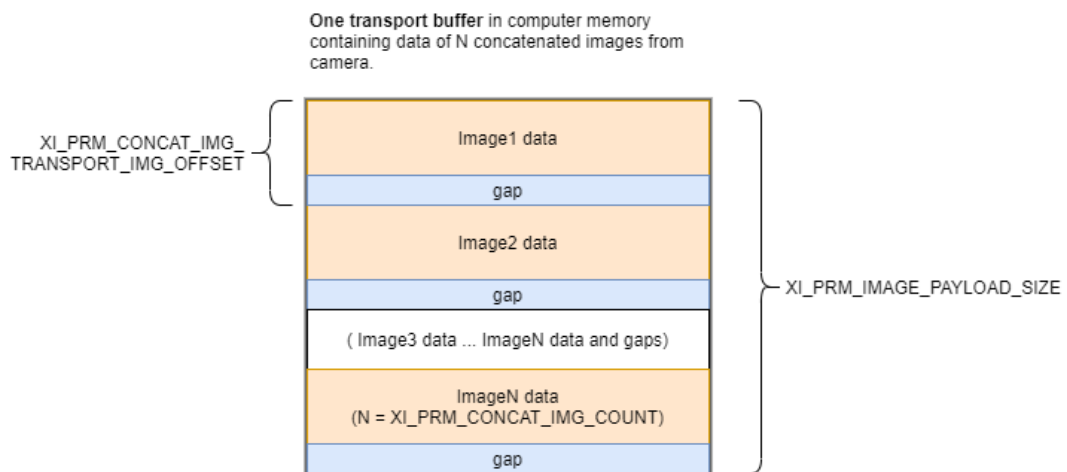 One transport buffer in computer memory
containing data of N concatenated images from
camera.
XI_PRM_CONCAT_IMG_
TRANSPORT_IMG_OFFSET
Image1 data
gap
Image2 data
gap
XI_PRM_IMAGE_PAYLOAD_SIZE
( Image3 data ... ImageN data and gaps)
ImageN data
(N = XI_PRM_CONCAT_IMG_COUNT)
gap